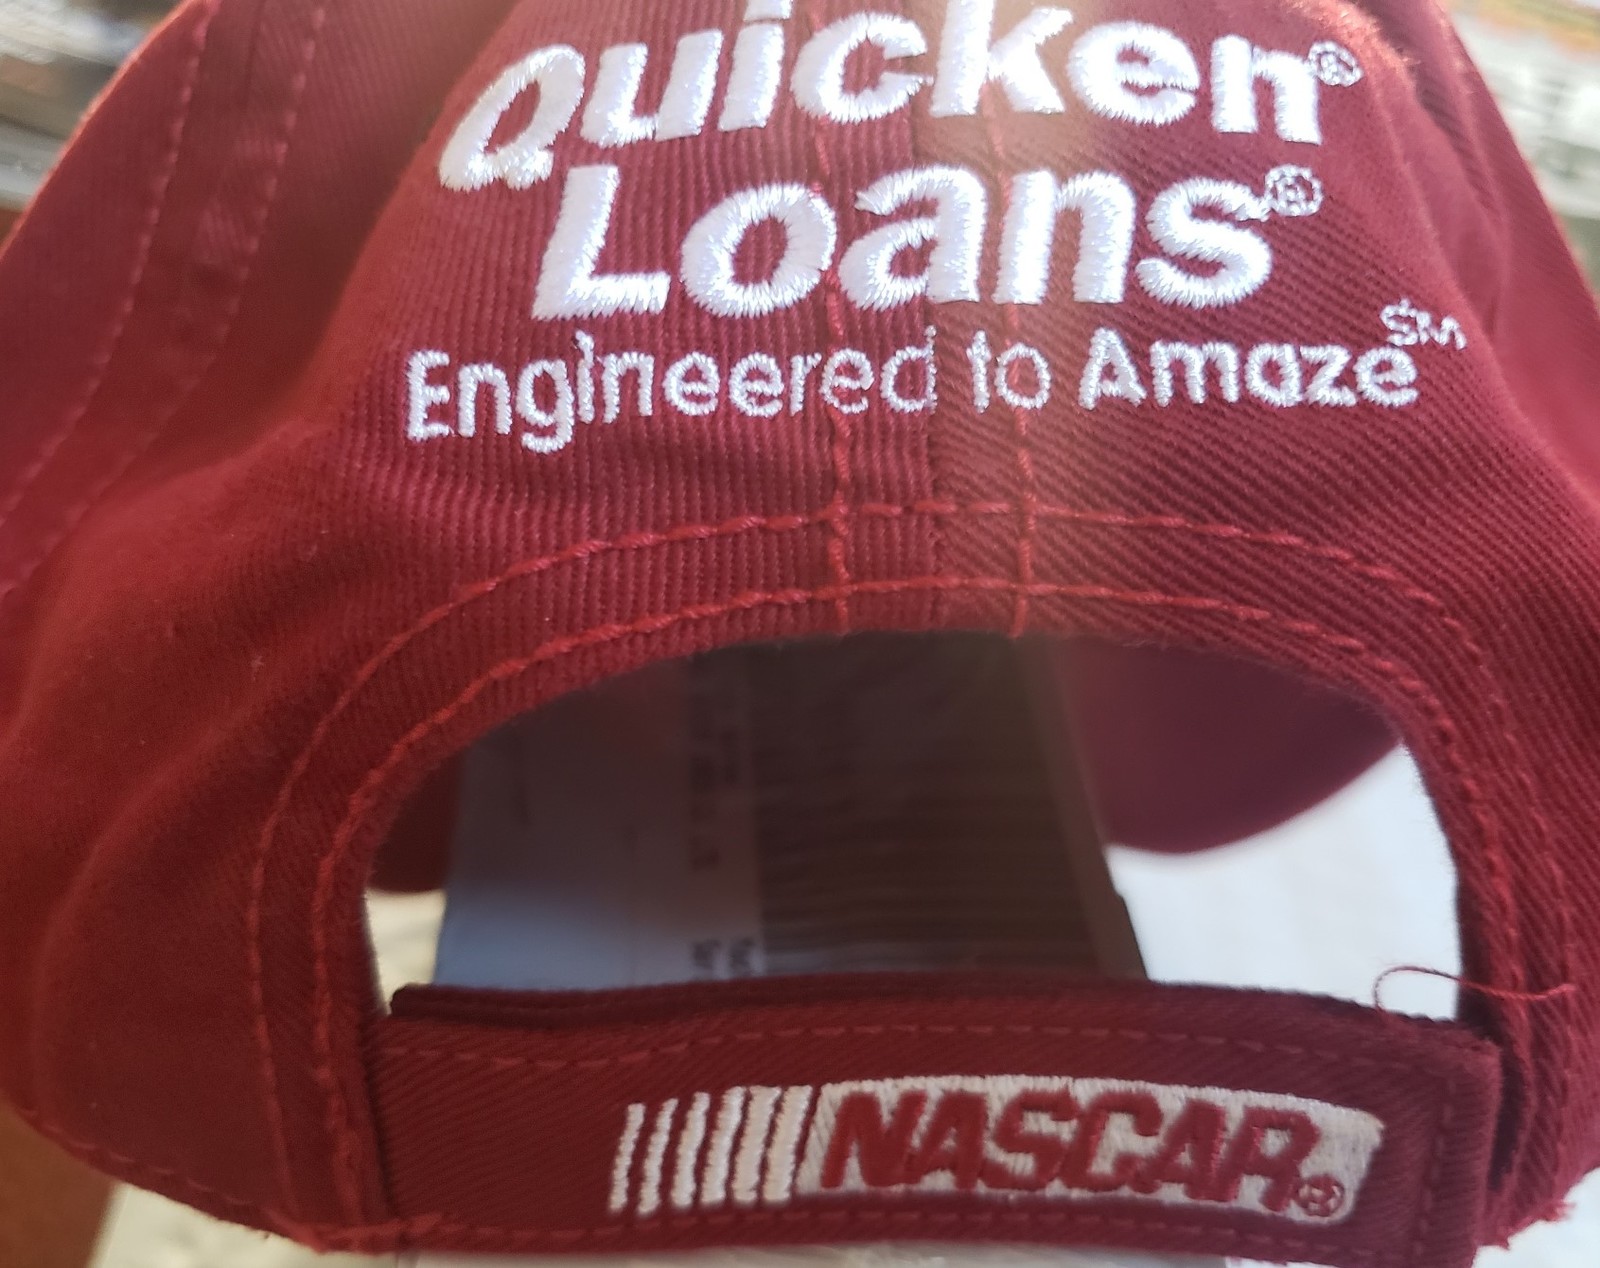 Quicken®
Loans®
Engineered to Amaze℠
NASCAR®